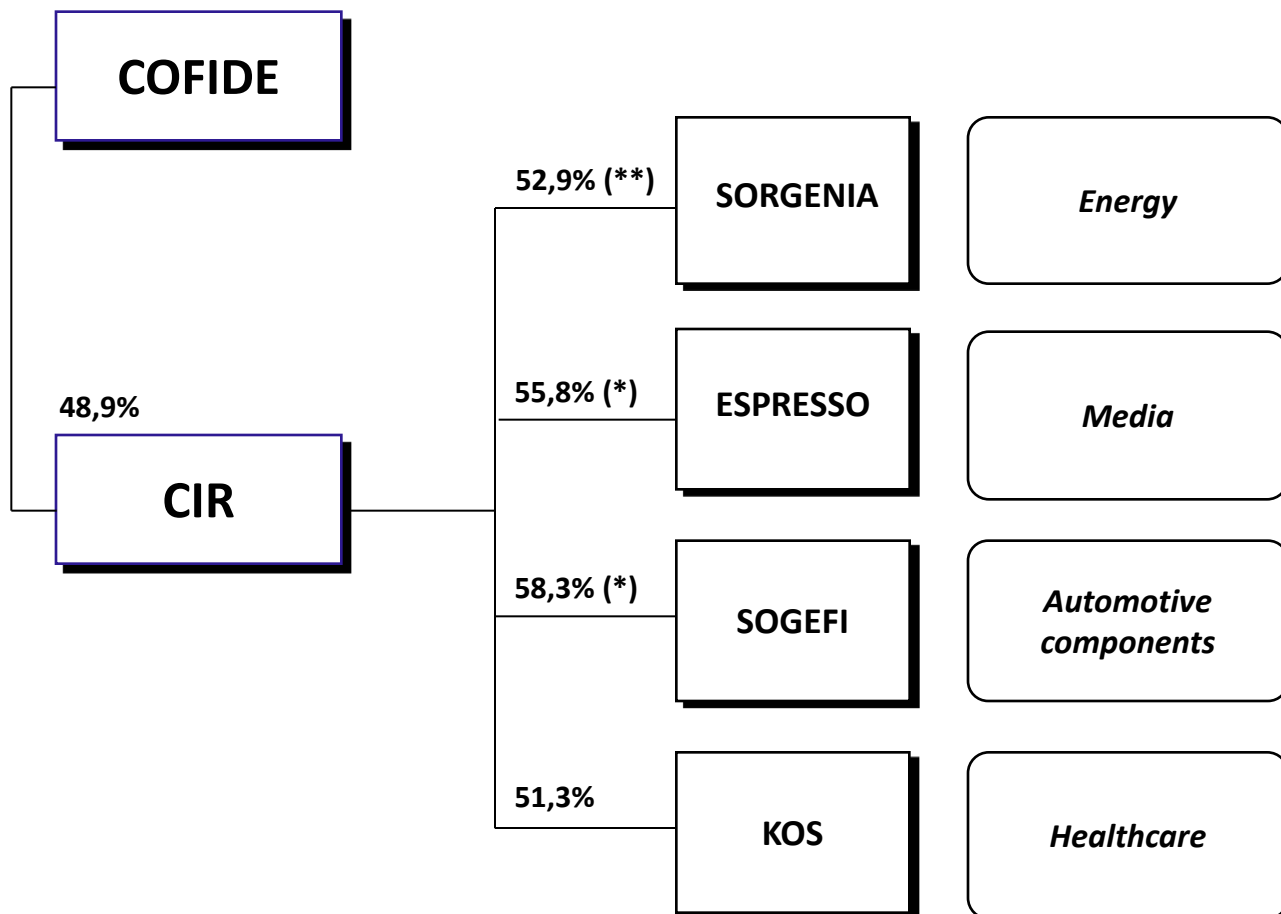 COFIDE
52,9% (**)
SORGENIA
Energy
55,8% (*)
ESPRESSO
Media
48,9%
CIR
58,3% (*)
SOGEFI
Automotive
components
51,3%
KOS
Healthcare